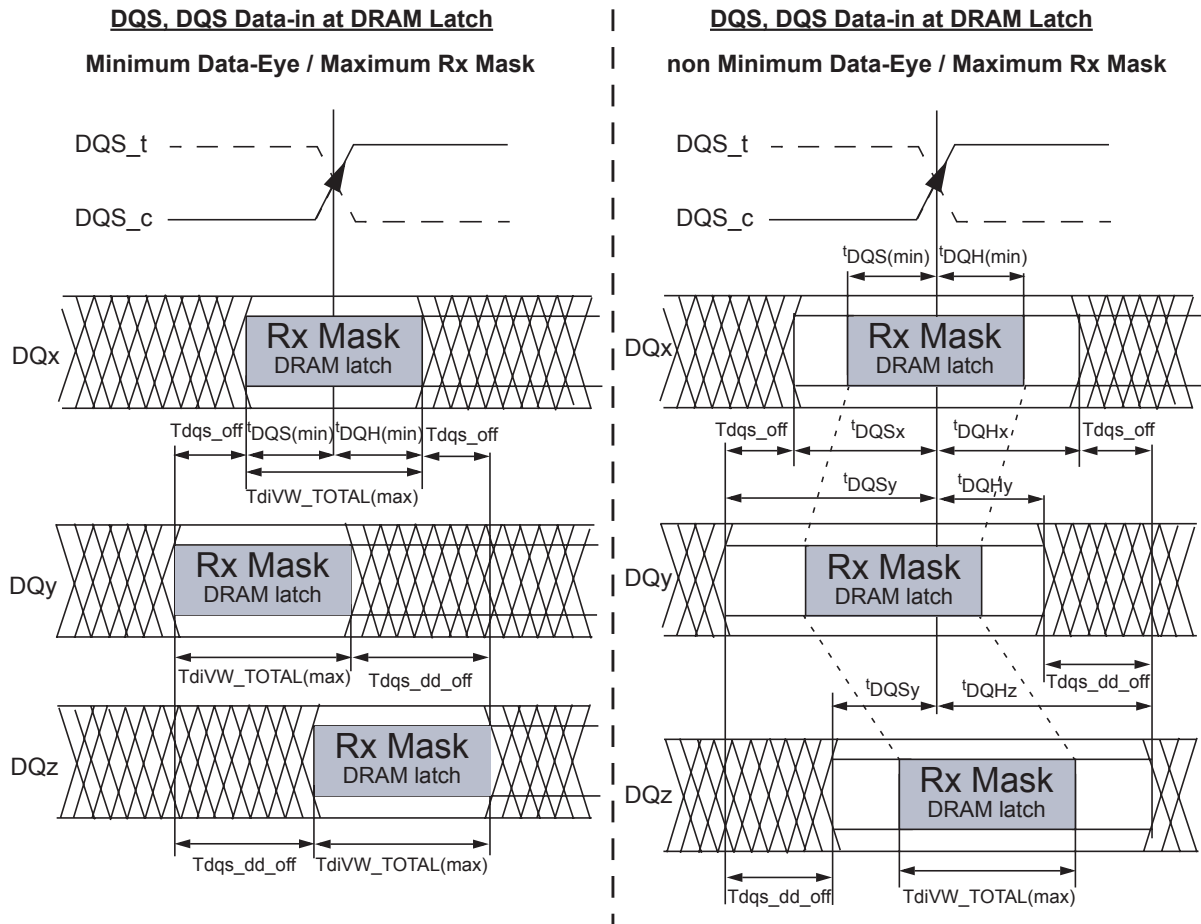 DQS, DQS Data-in at DRAM Latch
Minimum Data-Eye / Maximum Rx Mask
DQS_t
DQS_c
DQx
Rx Mask
DRAM latch
Tdqs_off
tDQS(min)
tDQH(min)
Tdqs_off
TdiVW_TOTAL(max)
DQy
Rx Mask
DRAM latch
TdiVW_TOTAL(max)
Tdqs_dd_off
DQz
Rx Mask
DRAM latch
Tdqs_dd_off
TdiVW_TOTAL(max)
DQS, DQS Data-in at DRAM Latch
non Minimum Data-Eye / Maximum Rx Mask
DQS_t
DQS_c
tDQS(min)
tDQH(min)
DQx
Rx Mask
DRAM latch
Tdqs_off
tDQSx
tDQHx
Tdqs_off
tDQSy
tDQHy
DQy
Rx Mask
DRAM latch
Tdqs_dd_off
tDQSy
tDQHz
DQz
Rx Mask
DRAM latch
Tdqs_dd_off
TdiVW_TOTAL(max)